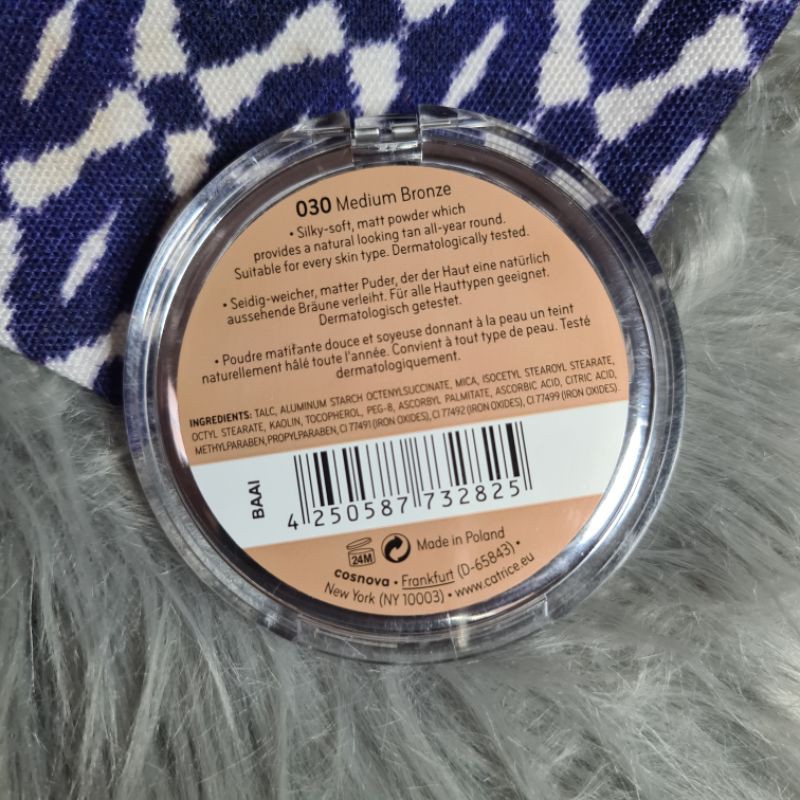 030 Medium Bronze
• Silky-soft, matt powder which
provides a natural looking tan all-year round.
Suitable for every skin type. Dermatologically tested.
• Seidig-weicher, matter Puder, der der Haut eine natürlich
aussehende Bräune verleiht. Für alle Hauttypen geeignet.
Dermatologisch getestet.
• Poudre matifante douce et soyeuse donnant à la peau un teint
naturellement hâlé toute l'année. Convient à tout type de peau. Testé
dermatologiquement.
INGREDIENTS: TALC, ALUMINUM STARCH OCTENYLSUCCINATE, MICA, ISOCETYL STEAROYL STEARATE,
OCTYL STEARATE, KAOLIN, TOCOPHEROL, PEG-8, ASCORBYL PALMITATE, ASCORBIC ACID, CITRIC ACID,
METHYLPARABEN, PROPYLPARABEN, CI 77491 (IRON OXIDES), CI 77492 (IRON OXIDES), CI 77499 (IRON OXIDES).
BAAI
4 250587 732825
24M
Made in Poland
cosnova • Frankfurt (D-65843) •
New York (NY 10003) • www.catrice.eu